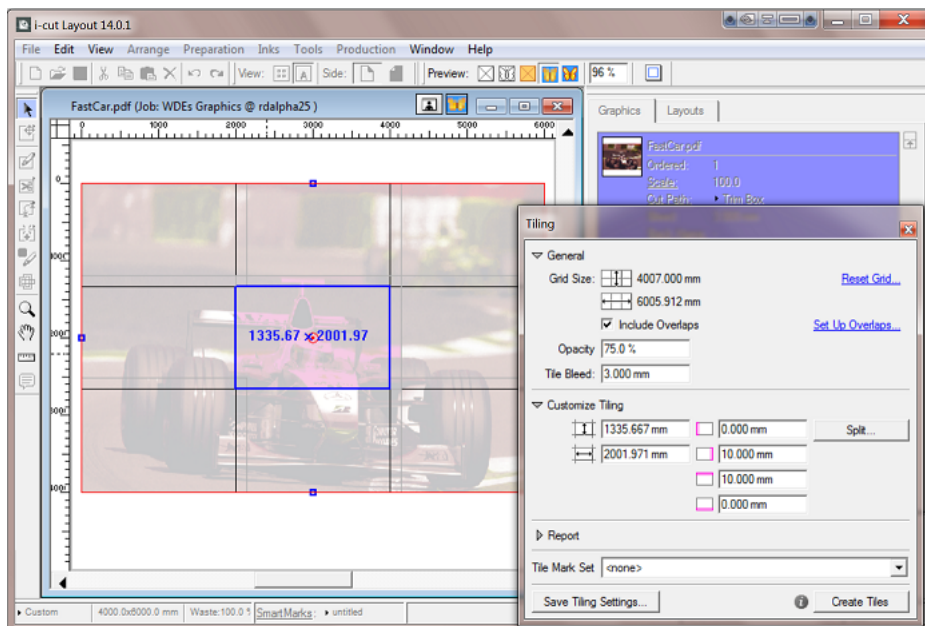 i-cut Layout 14.0.1
File Edit View Arrange Preparation Inks Tools Production Window Help
View: A Side: Preview: 96 %
FastCar.pdf (Job: WDEs Graphics @ rdalpha25 )
Graphics Layouts
0 1000 2000 3000 4000 5000 6000
FastCar.pdf
Ordered: 1
Scale: 100.0
Cut Path: Trim Box
0
1335.67 x 2001.97
Tiling
General
Grid Size: 4007.000 mm Reset Grid...
6005.912 mm
Include Overlaps Set Up Overlaps...
Opacity 75.0 %
Tile Bleed: 3.000 mm
Customize Tiling
1335.667 mm 0.000 mm Split...
2001.971 mm 10.000 mm
10.000 mm
0.000 mm
Report
Tile Mark Set <none>
Save Tiling Settings... Create Tiles
Custom 4000.0x6000.0 mm Waste:100.0 SmartMarks: untitled